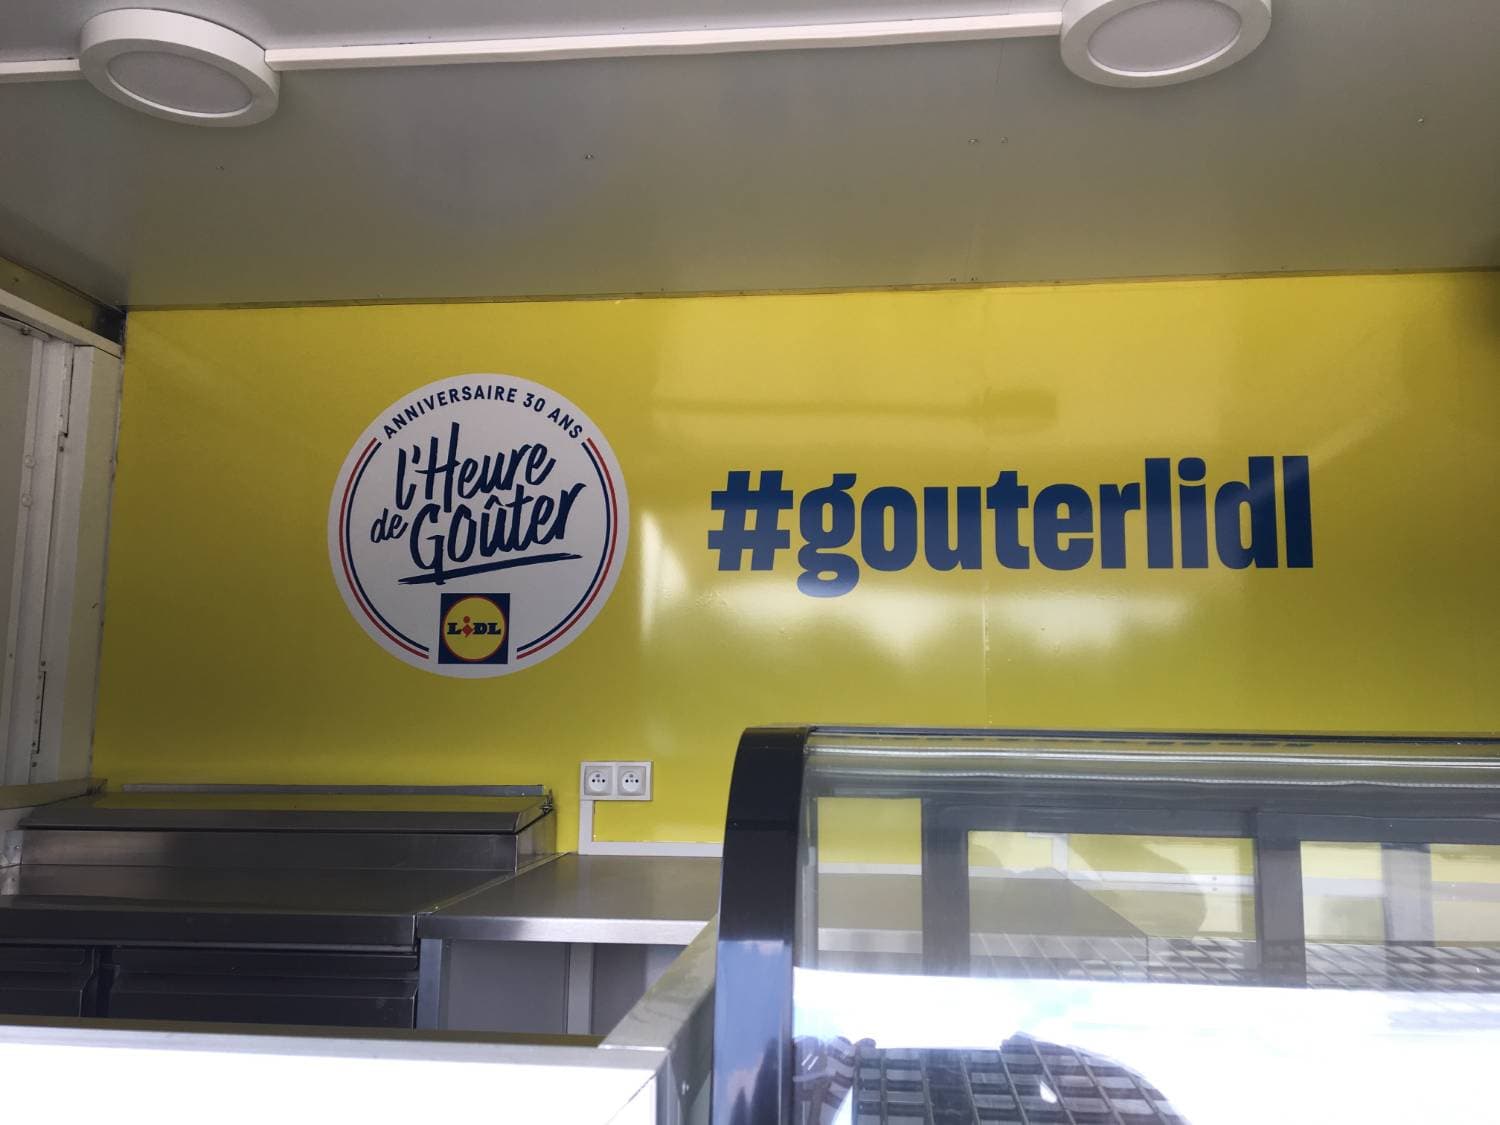 ANNIVERSAIRE 30 ANS
l'Heure
de Goûter
LIDL
#gouterlidl